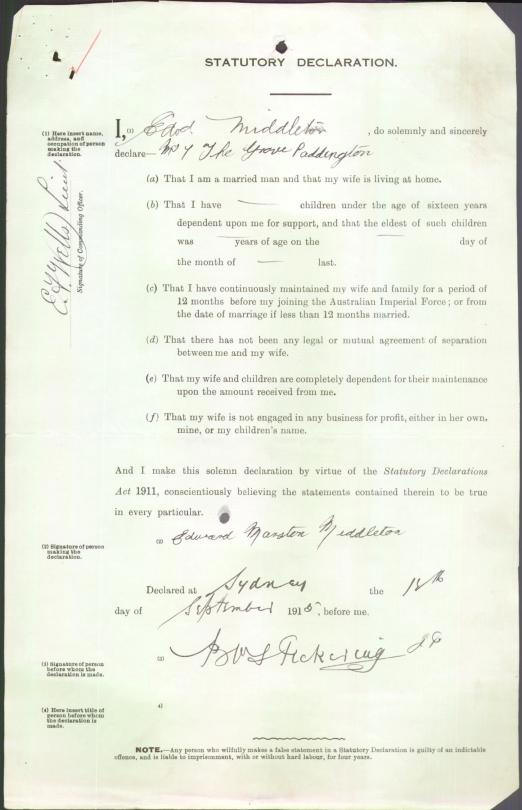 STATUTORY DECLARATION.
(1) Here insert name, address, and occupation of person making the declaration.
I, (1) Edwd. Middleton, do solemnly and sincerely
declare— The Grove Paddington
(a) That I am a married man and that my wife is living at home.
(b) That I have — children under the age of sixteen years
dependent upon me for support, and that the eldest of such children
was — years of age on the — day of
the month of — last.
(c) That I have continuously maintained my wife and family for a period of
12 months before my joining the Australian Imperial Force; or from
the date of marriage if less than 12 months married.
(d) That there has not been any legal or mutual agreement of separation
between me and my wife.
(e) That my wife and children are completely dependent for their maintenance
upon the amount received from me.
(f) That my wife is not engaged in any business for profit, either in her own,
mine, or my children's name.
Wells Lieut
Signature of Commanding Officer.
And I make this solemn declaration by virtue of the Statutory Declarations
Act 1911, conscientiously believing the statements contained therein to be true
in every particular.
(2) Signature of person making the declaration.
(2) Edward Marston Middleton
Declared at Sydney the
day of September 1915, before me.
(3) Signature of person before whom the declaration is made.
(3) Pickering J P
(4) Here insert title of person before whom the declaration is made.
4)
NOTE.—Any person who wilfully makes a false statement in a Statutory Declaration is guilty of an indictable
offence, and is liable to imprisonment, with or without hard labour, for four years.